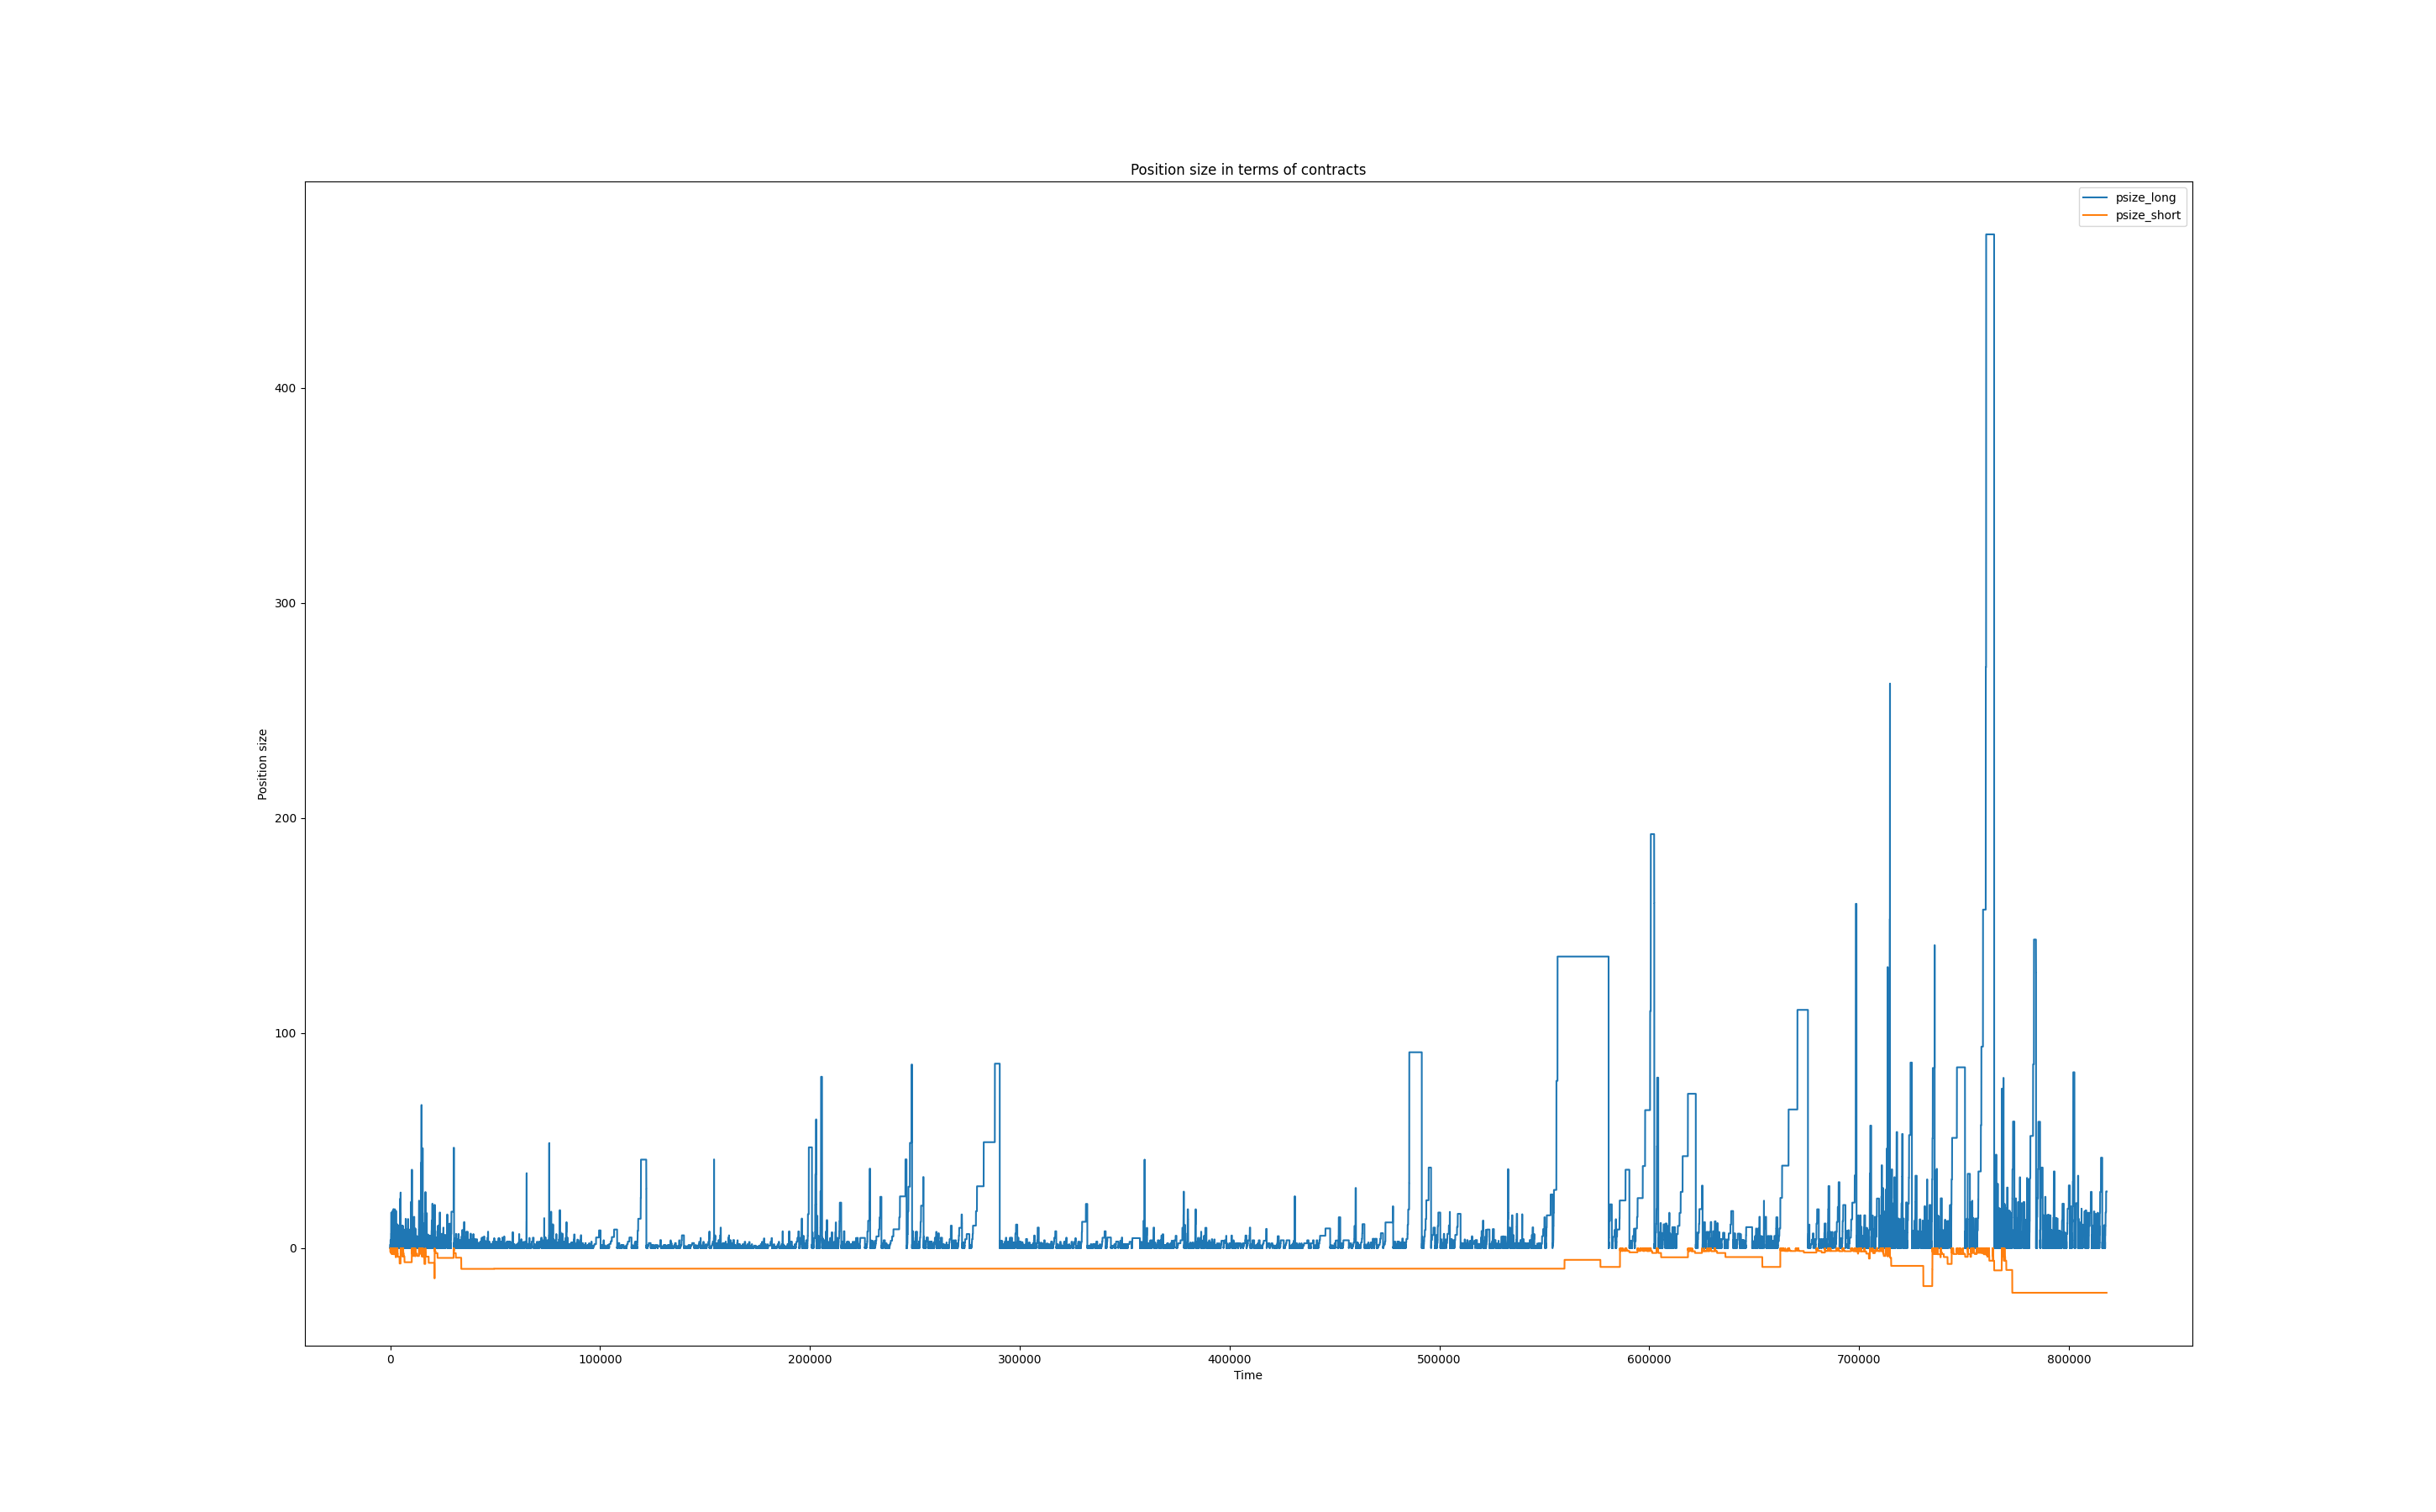 Position size in terms of contracts
psize_long
psize_short
400
300
200
100
0
Position size
0
100000
200000
300000
400000
500000
600000
700000
800000
Time